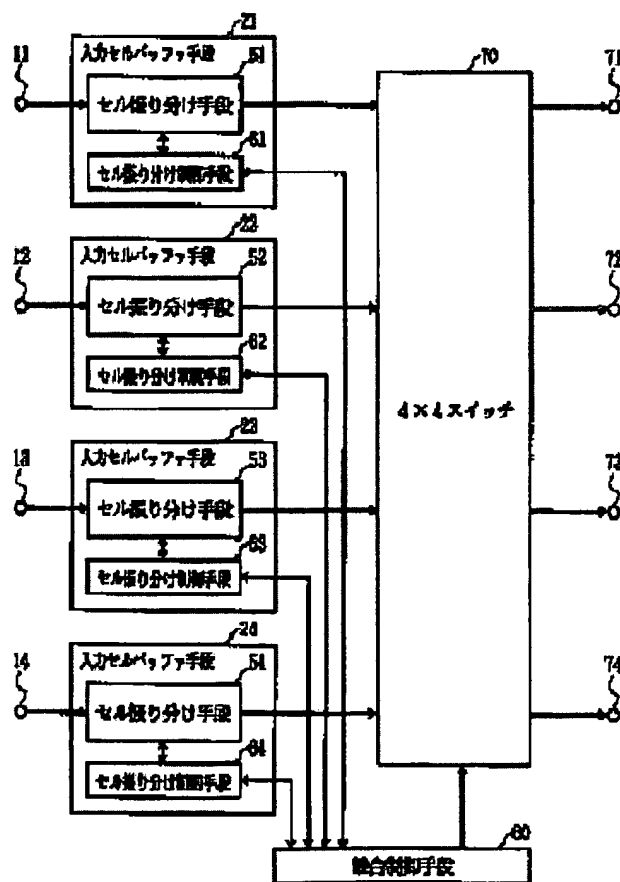 21
11
入力セルバッファ手段
51
セル振り分け手段
61
セル振り分け制御手段
70
71
22
12
入力セルバッファ手段
52
セル振り分け手段
62
セル振り分け制御手段
72
4×4スイッチ
23
13
入力セルバッファ手段
53
セル振り分け手段
63
セル振り分け制御手段
73
24
14
入力セルバッファ手段
54
セル振り分け手段
64
セル振り分け制御手段
74
80
競合制御手段